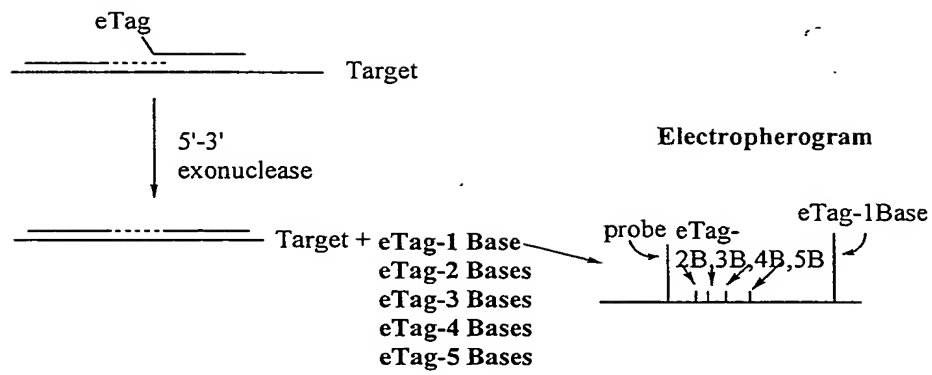 eTag
Target
5'-3'
exonuclease
Target + eTag-1 Base
eTag-2 Bases
eTag-3 Bases
eTag-4 Bases
eTag-5 Bases
Electropherogram
probe eTag-
2B,3B,4B,5B
eTag-1Base